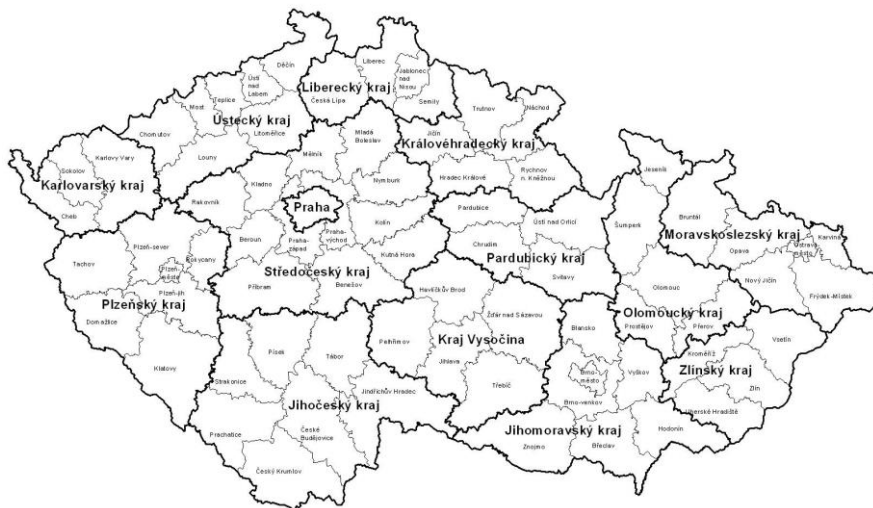 Děčín
Liberec
Ústí
nad
Labem
Jablonec
nad
Nisou
Teplice
Liberecký kraj
Česká Lípa
Most
Semily
Trutnov
Náchod
Ústecký kraj
Chomutov
Litoměřice
Mladá
Boleslav
Jičín
Královéhradecký kraj
Louny
Mělník
Karlovy Vary
Sokolov
Karlovarský kraj
Kladno
Nymburk
Hradec Králové
Rychnov
n. Kněžnou
Jeseník
Rakovník
Praha
Cheb
Kolín
Pardubice
Ústí nad Orlicí
Šumperk
Bruntál
Moravskoslezský kraj
Karviná
Ostrava
město
Opava
Beroun
Praha-
západ
Praha-
východ
Plzeň-sever
Rokycany
Tachov
Kutná Hora
Chrudim
Pardubický kraj
Plzeň-
město
Středočeský kraj
Benešov
Příbram
Svitavy
Olomouc
Nový Jičín
Frýdek-Místek
Plzeň-jih
Plzeňský kraj
Havlíčkův Brod
Žďár nad Sázavou
Olomoucký kraj
Domažlice
Prostějov
Přerov
Blansko
Písek
Tábor
Pelhřimov
Kraj Vysočina
Vsetín
Kroměříž
Zlínský kraj
Klatovy
Jihlava
Třebíč
Brno-
město
Vyškov
Strakonice
Jindřichův Hradec
Zlín
Brno-venkov
Jihočeský kraj
Uherské Hradiště
Prachatice
České
Budějovice
Jihomoravský kraj
Hodonín
Znojmo
Břeclav
Český Krumlov